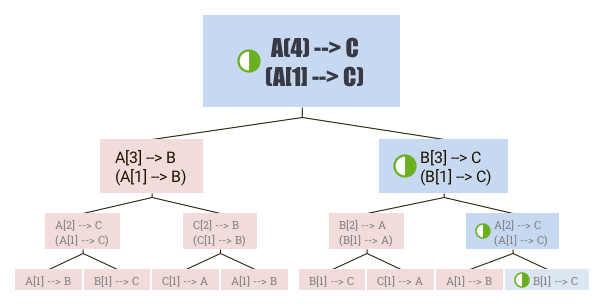 A(4) --> C
(A[1] --> C)
A[3] --> B
(A[1] --> B)
B[3] --> C
(B[1] --> C)
A[2] --> C
(A[1] --> C)
C[2] --> B
(C[1] --> B)
B[2] --> A
(B[1] --> A)
A[2] --> C
(A[1] --> C)
A[1] --> B
B[1] --> C
C[1] --> A
A[1] --> B
B[1] --> C
C[1] --> A
A[1] --> B
B[1] --> C